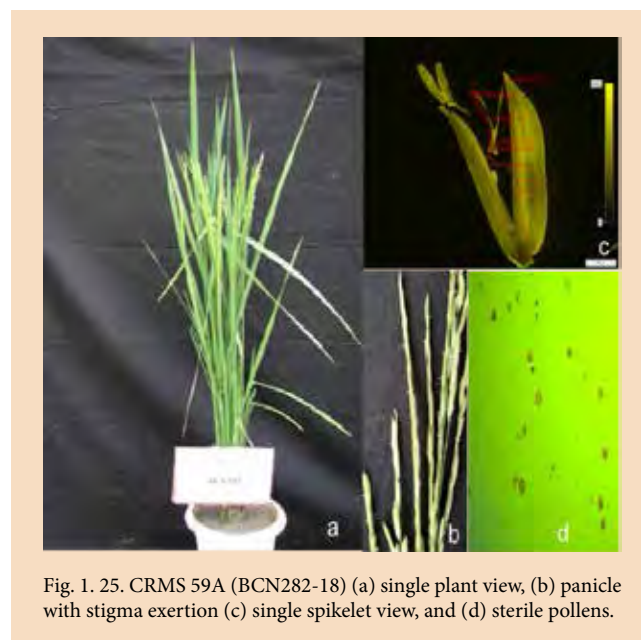 a
c
b
d
Fig. 1. 25. CRMS 59A (BCN282-18) (a) single plant view, (b) panicle
with stigma exertion (c) single spikelet view, and (d) sterile pollens.